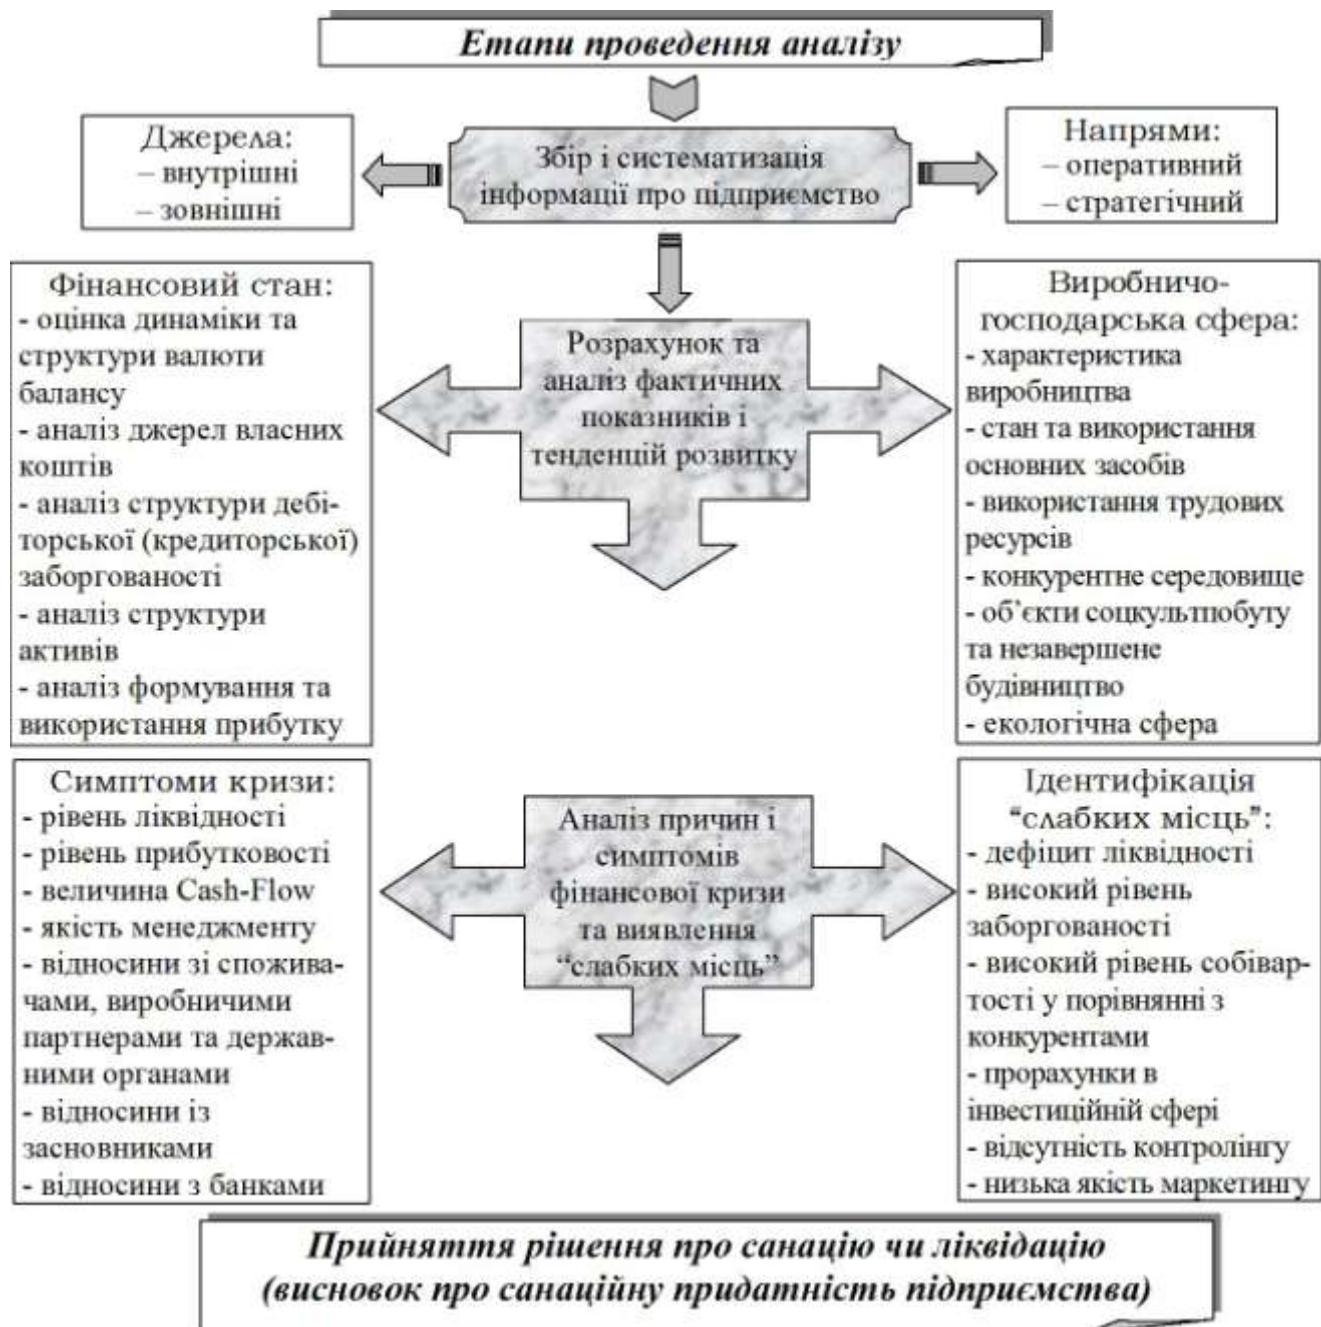 Етапи проведення аналізу
Джерела:
– внутрішні
– зовнішні
Збір і систематизація
інформації про підприємство
Напрями:
– оперативний
– стратегічний
Фінансовий стан:
- оцінка динаміки та
структури валюти
балансу
- аналіз джерел власних
коштів
- аналіз структури дебі-
торської (кредиторської)
заборгованості
- аналіз структури
активів
- аналіз формування та
використання прибутку
Розрахунок та
аналіз фактичних
показників і
тенденцій розвитку
Виробничо-
господарська сфера:
- характеристика
виробництва
- стан та використання
основних засобів
- використання трудових
ресурсів
- конкурентне середовище
- об’єкти соцкультпобуту
та незавершене
будівництво
- екологічна сфера
Симптоми кризи:
- рівень ліквідності
- рівень прибутковості
- величина Cash-Flow
- якість менеджменту
- відносини зі спожива-
чами, виробничими
партнерами та держав-
ними органами
- відносини із
засновниками
- відносини з банками
Аналіз причин і
симптомів
фінансової кризи
та виявлення
“слабких місць”
Ідентифікація
“слабких місць”:
- дефіцит ліквідності
- високий рівень
заборгованості
- високий рівень собівар-
тості у порівнянні з
конкурентами
- прорахунки в
інвестиційній сфері
- відсутність контролінгу
- низька якість маркетингу
Прийняття рішення про санацію чи ліквідацію
(висновок про санаційну придатність підприємства)